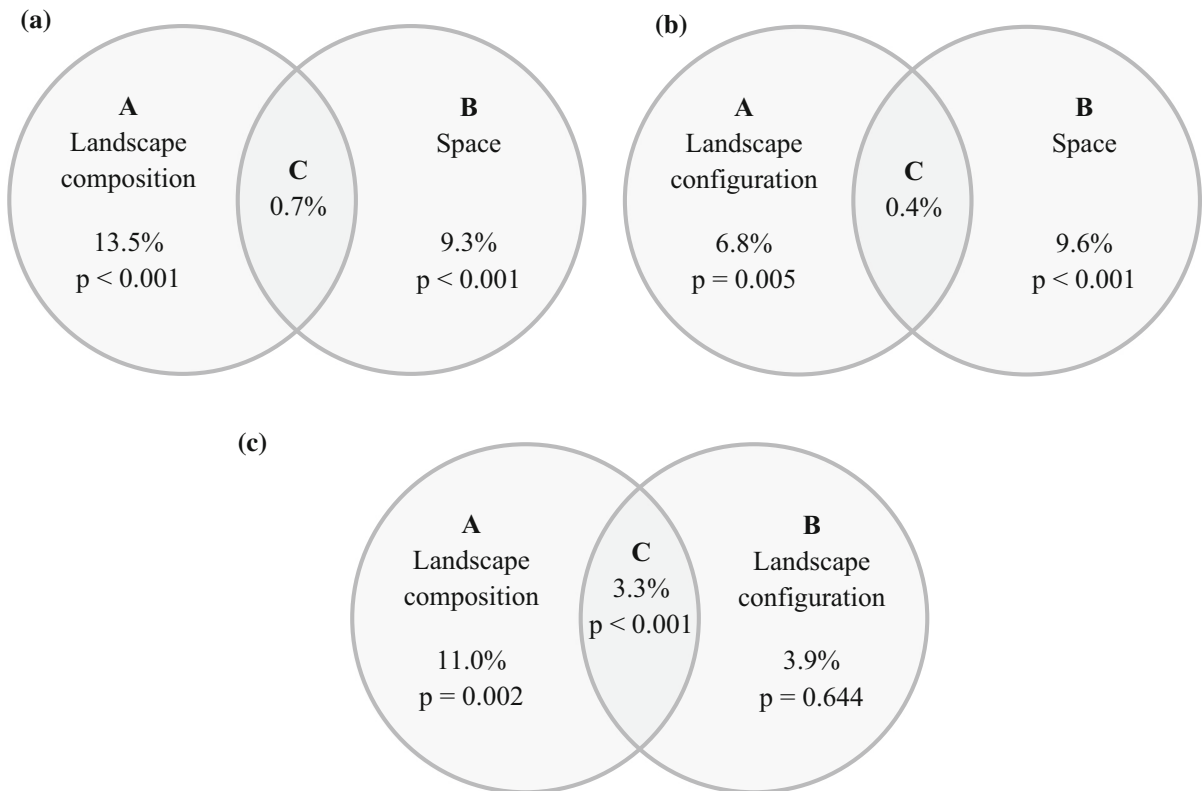 (a)
A
Landscape
composition
13.5%
p < 0.001
C
0.7%
B
Space
9.3%
p < 0.001
(b)
A
Landscape
configuration
6.8%
p = 0.005
C
0.4%
B
Space
9.6%
p < 0.001
(c)
A
Landscape
composition
11.0%
p = 0.002
C
3.3%
p < 0.001
B
Landscape
configuration
3.9%
p = 0.644